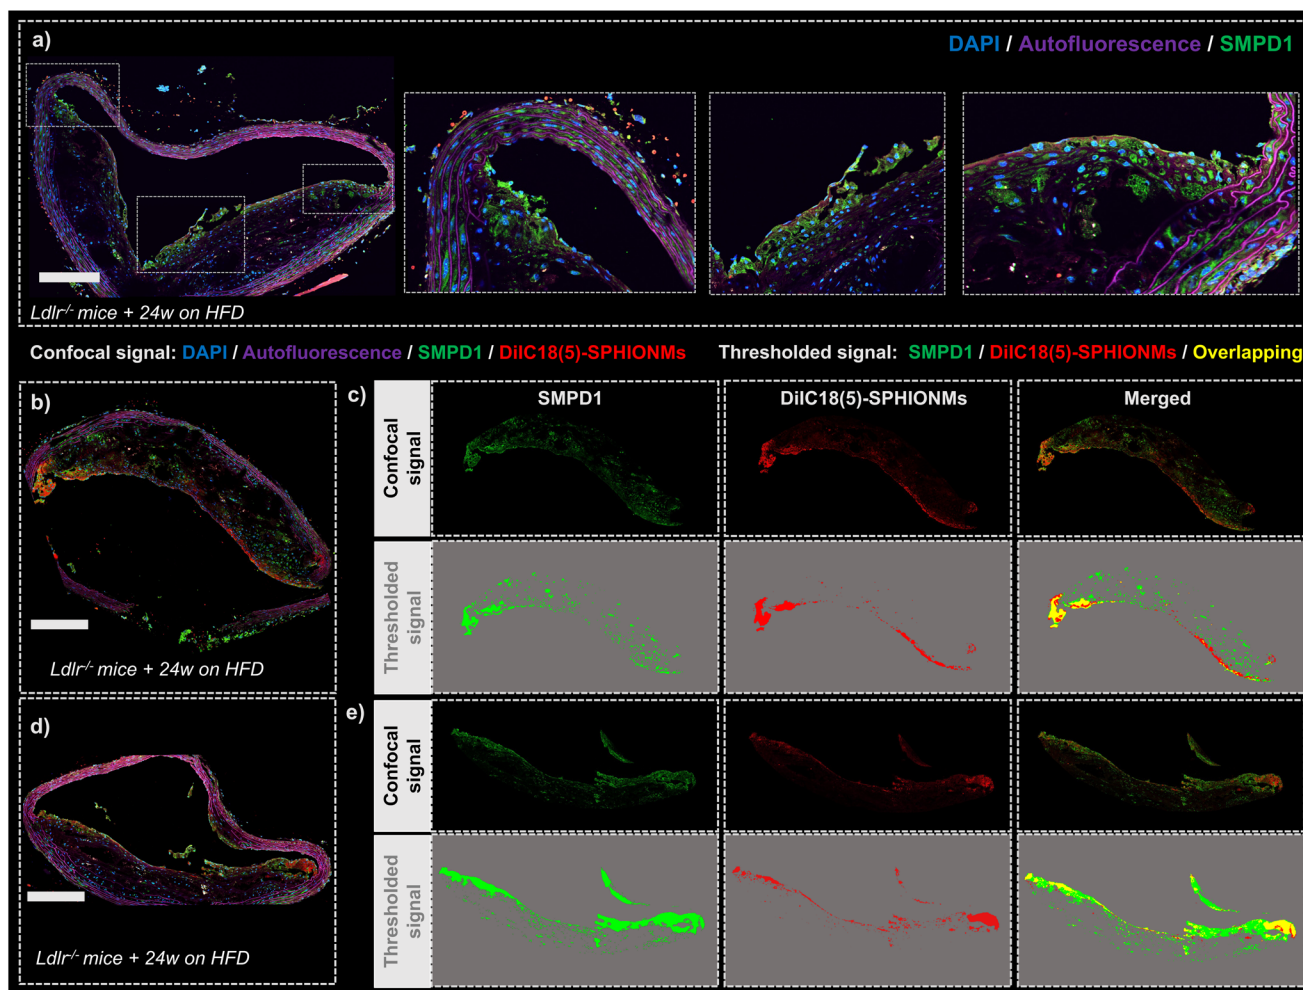 a)
DAPI / Autofluorescence / SMPD1
Ldlr-/- mice + 24w on HFD
Confocal signal: DAPI / Autofluorescence / SMPD1 / DiIC18(5)-SPHIONMs
Thresholded signal: SMPD1 / DiIC18(5)-SPHIONMs / Overlapping
b)
Ldlr-/- mice + 24w on HFD
c)
SMPD1
DiIC18(5)-SPHIONMs
Merged
Confocal
signal
Thresholded
signal
d)
Ldlr-/- mice + 24w on HFD
e)
Confocal
signal
Thresholded
signal